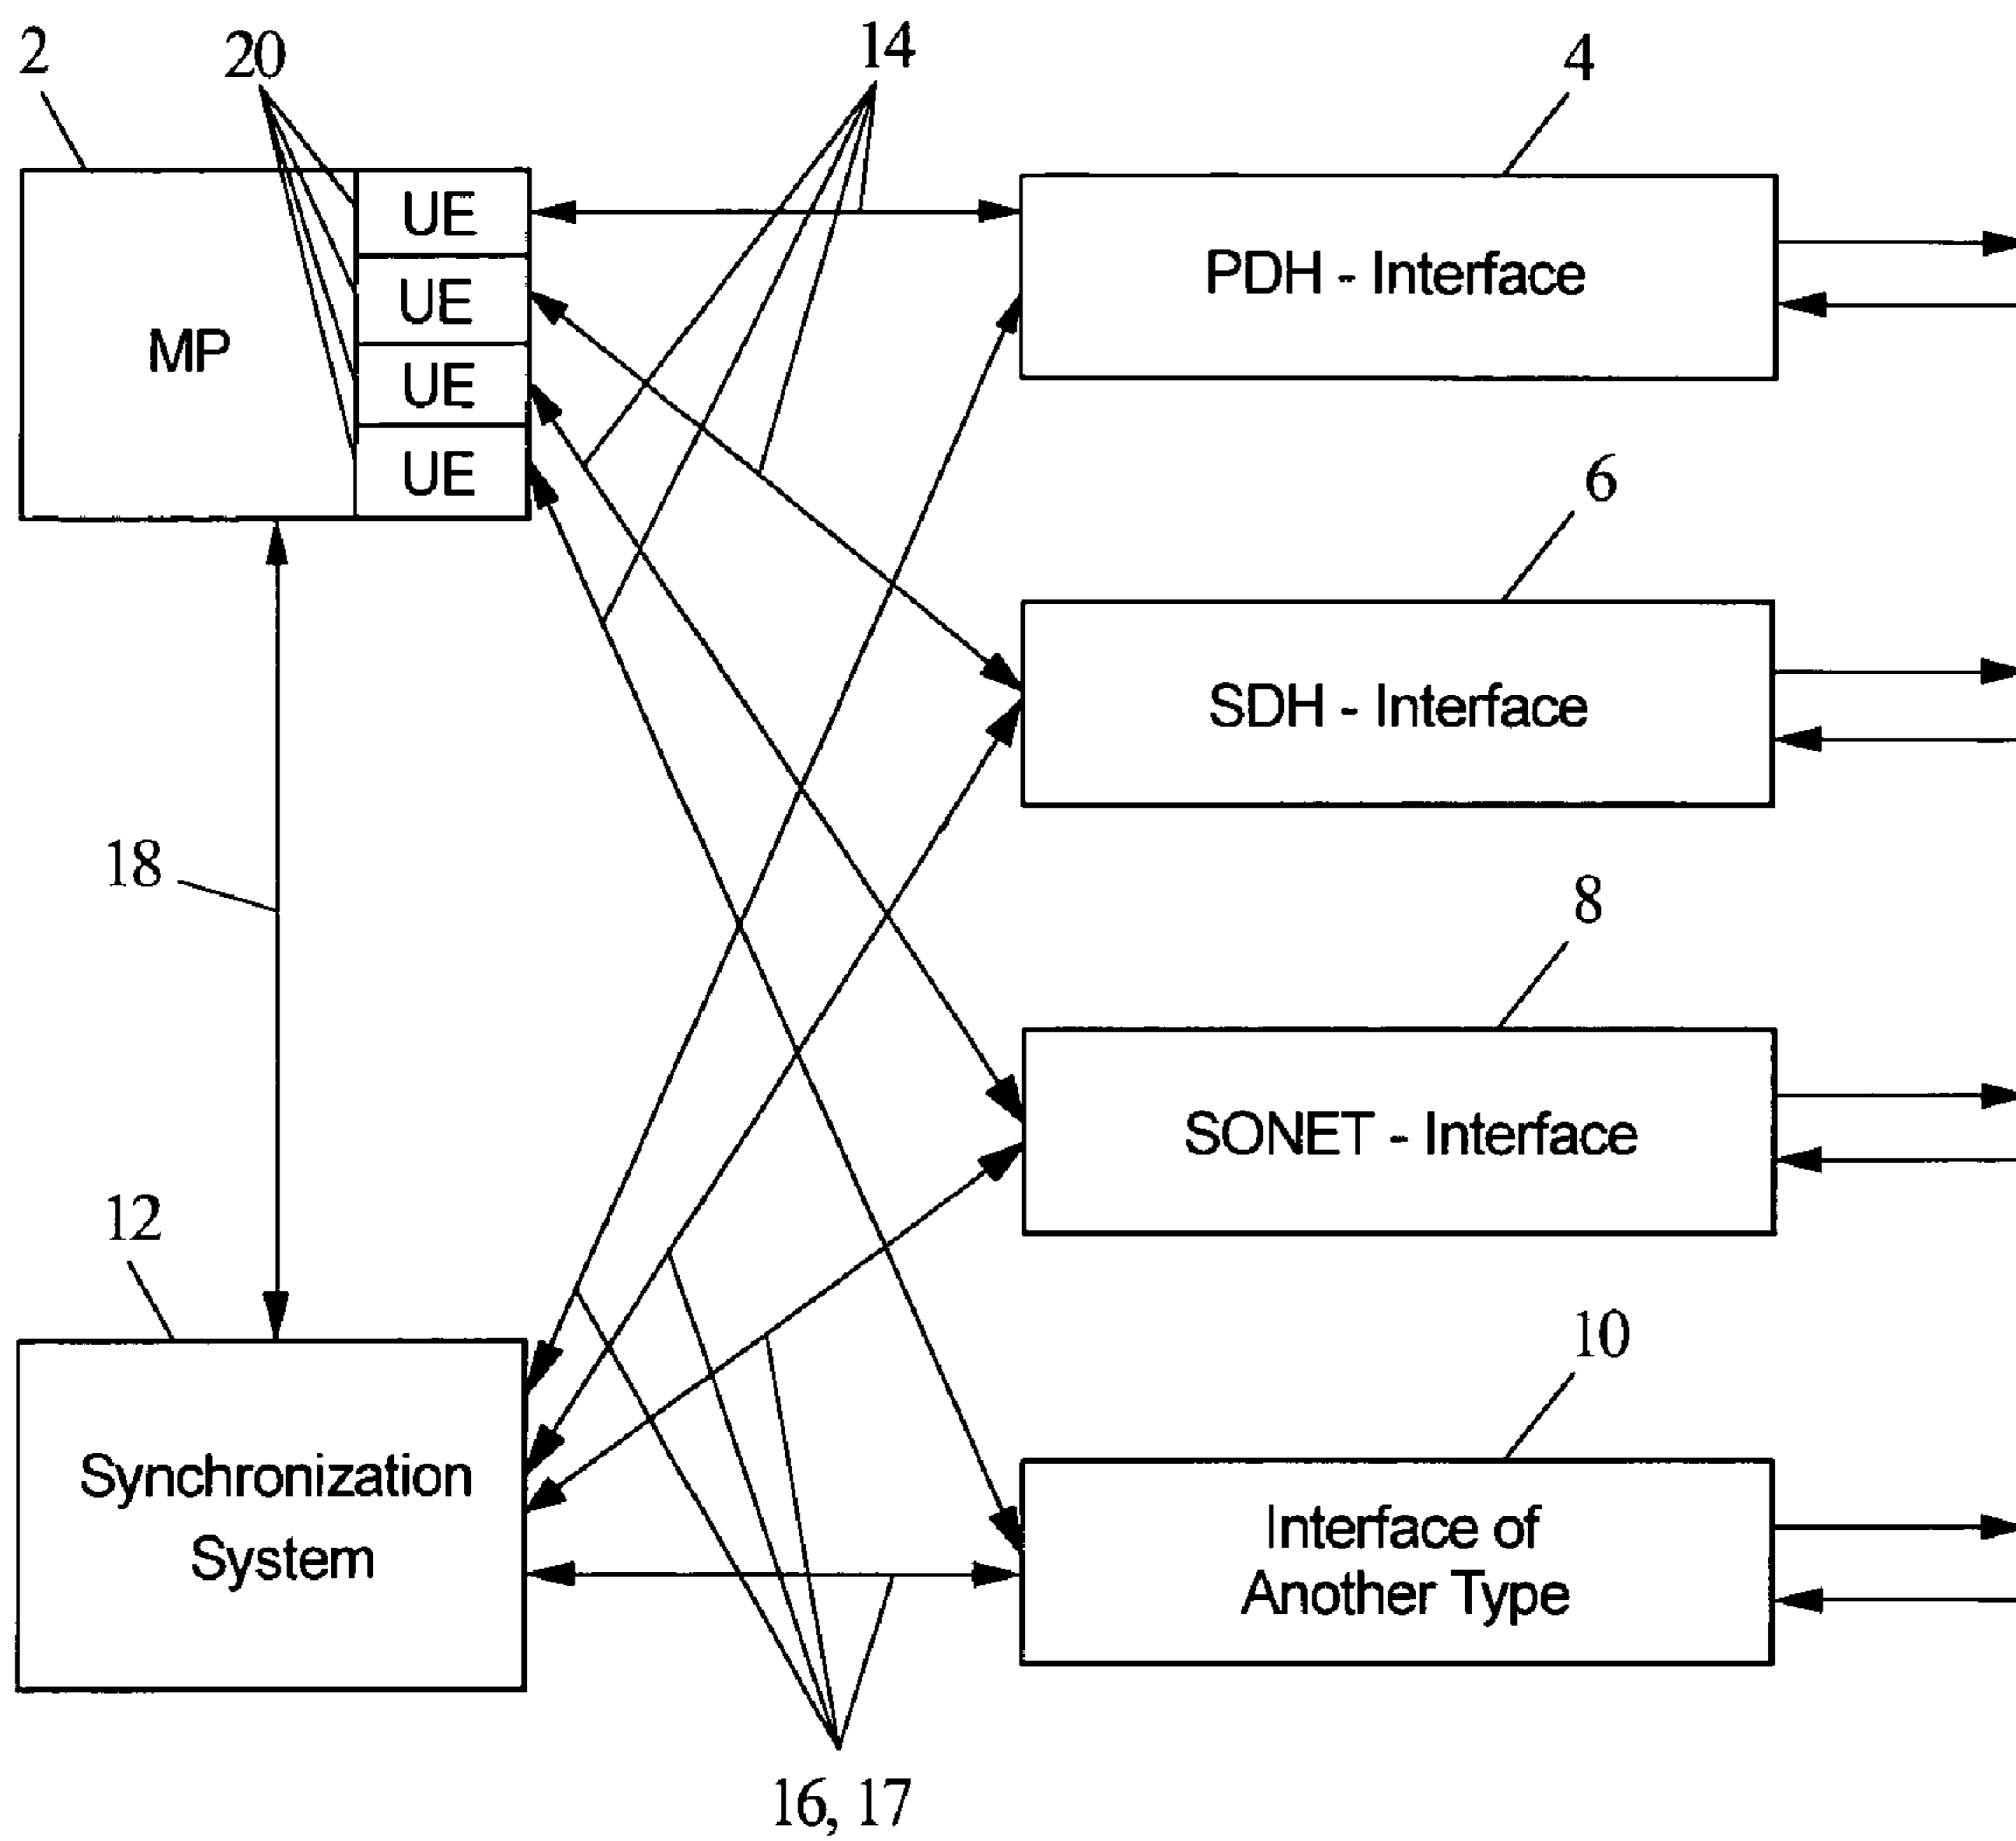 2
20
14
4
UE
PDH - Interface
UE
MP
UE
UE
6
SDH - Interface
18
8
SONET - Interface
12
10
Synchronization
System
Interface of
Another Type
16, 17